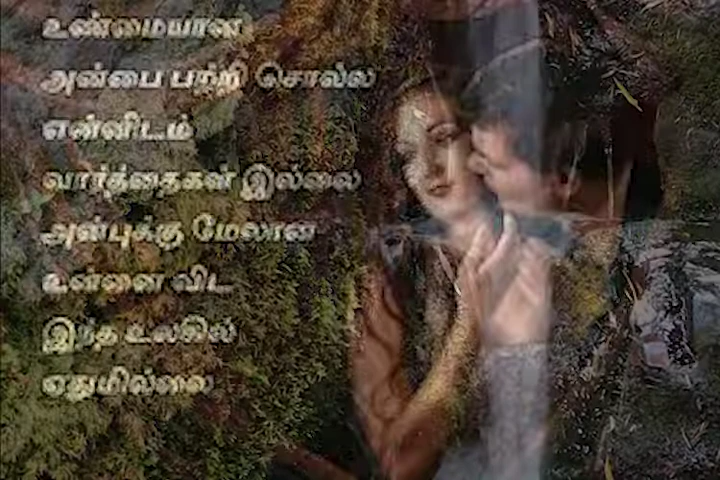 உண்மையான
அன்பை பற்றி சொல்ல
என்னிடம்
வார்த்தைகள் இல்லை
அன்புக்கு மேலான
உன்னை விட
இந்த உலகில்
எதுமில்லை